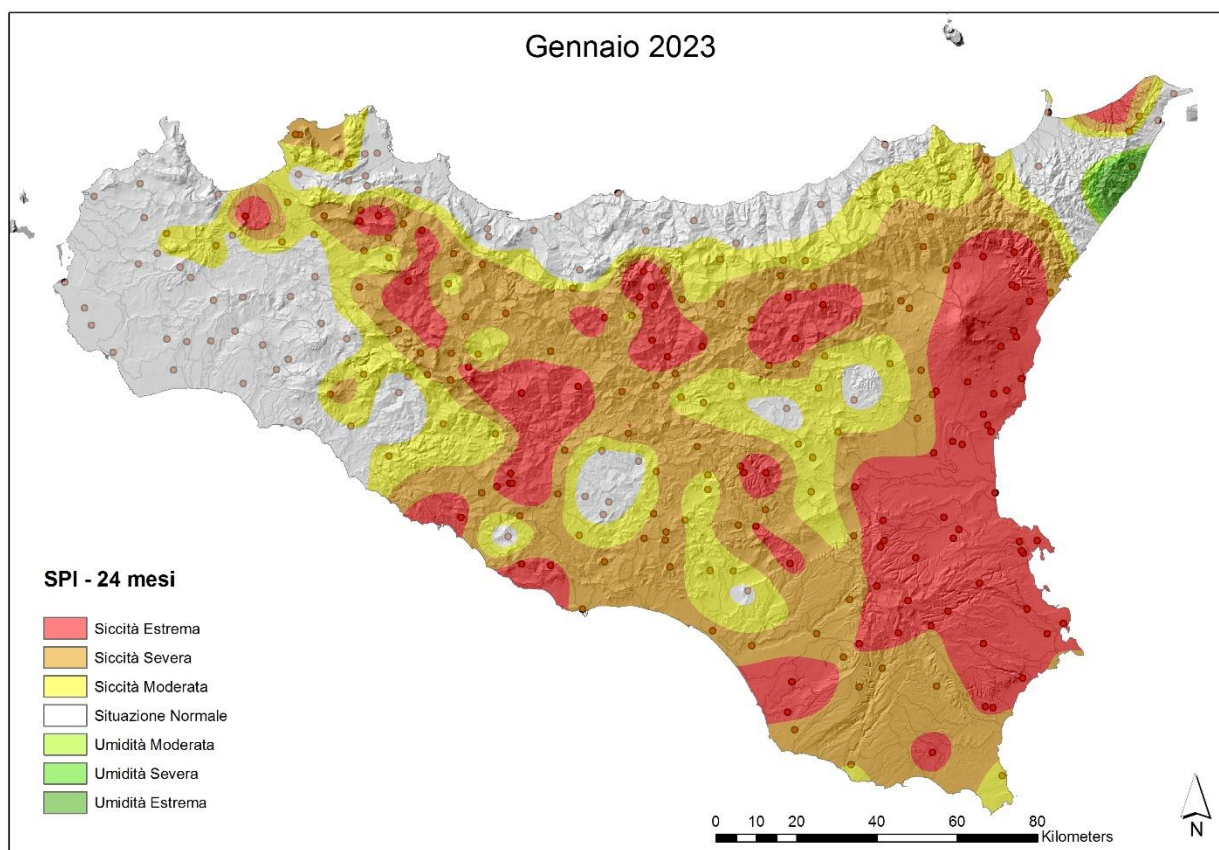 Gennaio 2023
SPI - 24 mesi
Siccità Estrema
Siccità Severa
Siccità Moderata
Situazione Normale
Umidità Moderata
Umidità Severa
Umidità Estrema
0 10 20 40 60 80
Kilometers
N